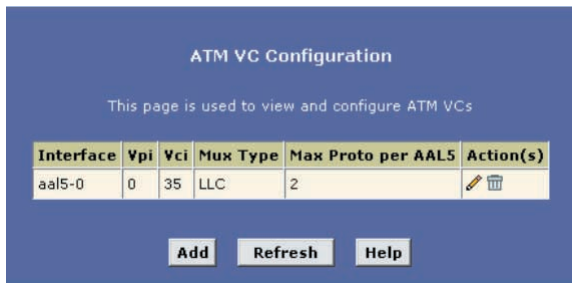 ATM VC Configuration
This page is used to view and configure ATM VCs
Interface Vpi Vci Mux Type Max Proto per AAL5 Action(s)
aal5-0 0 35 LLC 2
Add Refresh Help